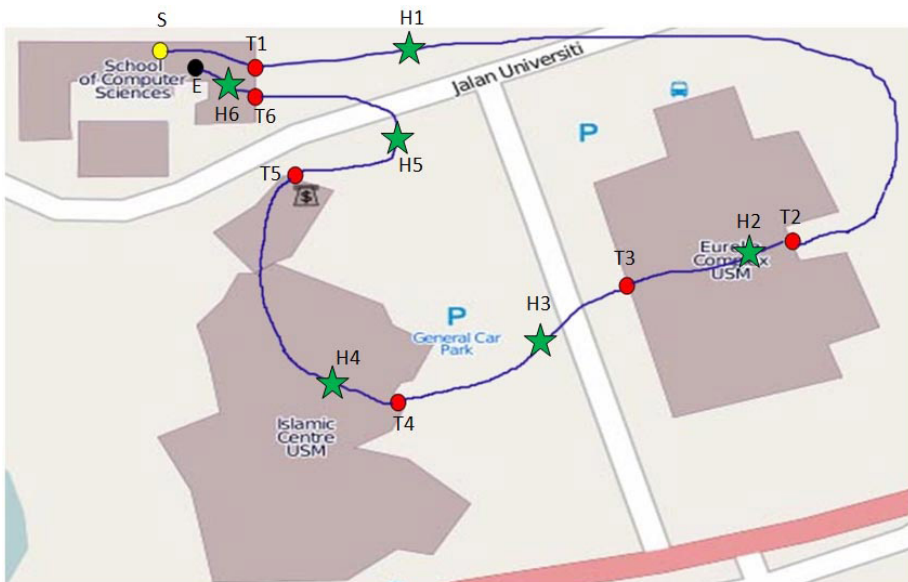 S
H1
T1
School
of Computer
Sciences
E
H6
T6
Jalan Universiti
P
H5
T5
$
H2
T2
Eureka
Complex
USM
T3
H3
P
General Car
Park
H4
T4
Islamic
Centre
USM